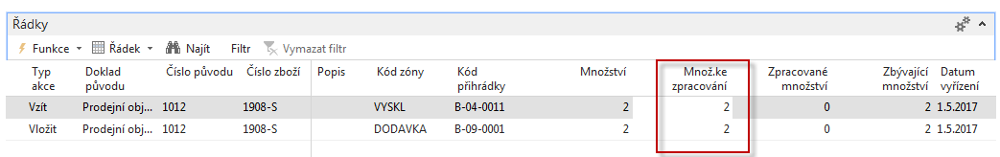 Řádky
Funkce Řádek Najít Filtr Vymazat filtr
Typ akce Doklad původu Číslo původu Číslo zboží Popis Kód zóny Kód přihrádky Množství Množ.ke zpracování Zpracované množství Zbývající množství Datum vyřízení
Vzít Prodejní obj... 1012 1908-S VYSKL B-04-0011 2 2 0 2 1.5.2017
Vložit Prodejní obj... 1012 1908-S DODAVKA B-09-0001 2 2 0 2 1.5.2017